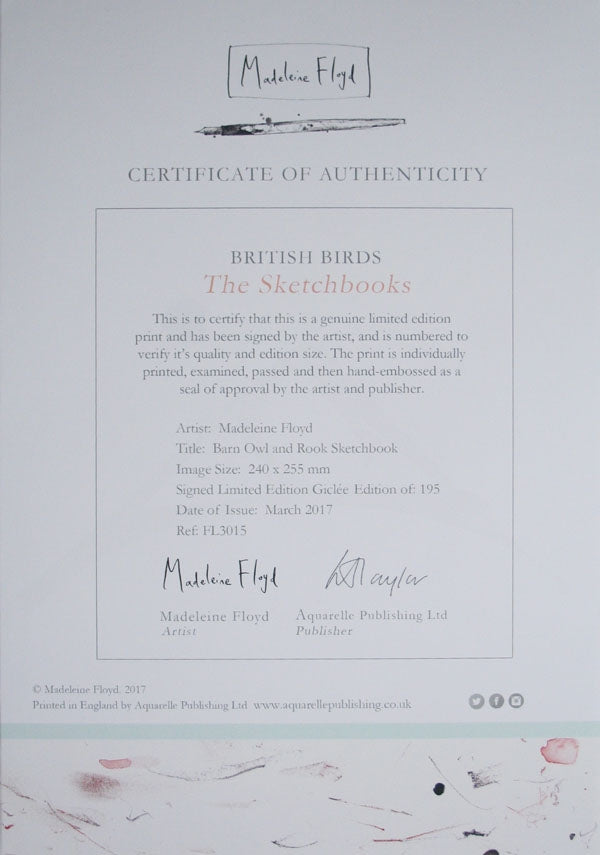 Madeleine Floyd
CERTIFICATE OF AUTHENTICITY
BRITISH BIRDS
The Sketchbooks
This is to certify that this is a genuine limited edition
print and has been signed by the artist, and is numbered to
verify it's quality and edition size. The print is individually
printed, examined, passed and then hand-embossed as a
seal of approval by the artist and publisher.
Artist: Madeleine Floyd
Title: Barn Owl and Rook Sketchbook
Image Size: 240 x 255 mm
Signed Limited Edition Giclée Edition of: 195
Date of Issue: March 2017
Ref: FL3015
Madeleine Floyd
Madeleine Floyd Aquarelle Publishing Ltd
Artist Publisher
© Madeleine Floyd. 2017
Printed in England by Aquarelle Publishing Ltd www.aquarellepublishing.co.uk